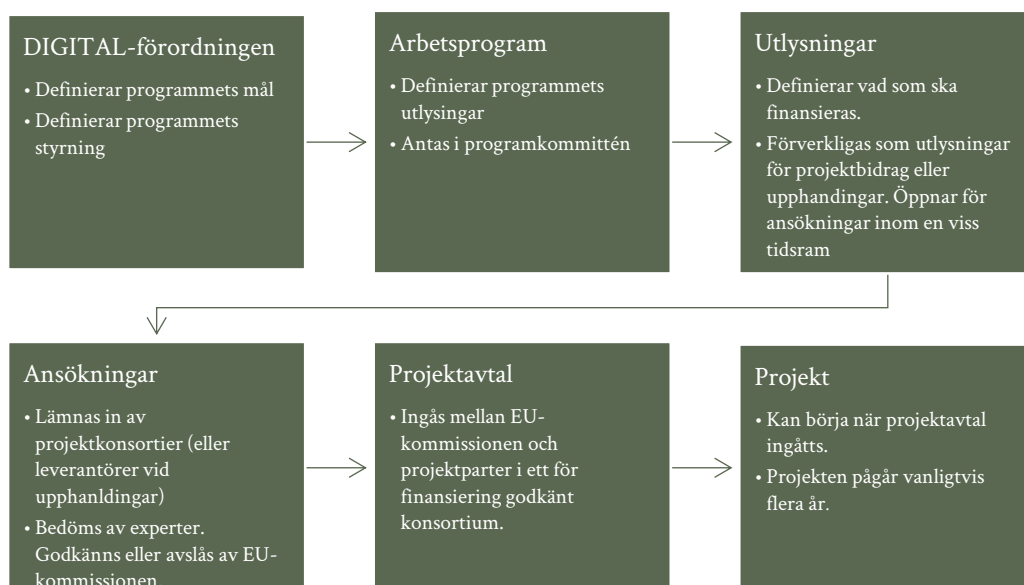 DIGITAL-förordningen
• Definierar programmets mål
• Definierar programmets
styrning
Arbetsprogram
• Definierar programmets
utlysingar
• Antas i programkommittén
Utlysningar
• Definierar vad som ska
finansieras.
• Förverkligas som utlysningar
för projektbidrag eller
upphandingar. Öppnar för
ansökningar inom en viss
tidsram
Ansökningar
• Lämnas in av
projektkonsortier (eller
leverantörer vid
upphanldingar)
• Bedöms av experter.
Godkänns eller avslås av EU-
kommissionen
Projektavtal
• Ingås mellan EU-
kommissionen och
projektparter i ett för
finansiering godkänt
konsortium.
Projekt
• Kan börja när projektavtal
ingåtts.
• Projekten pågår vanligtvis
flera år.